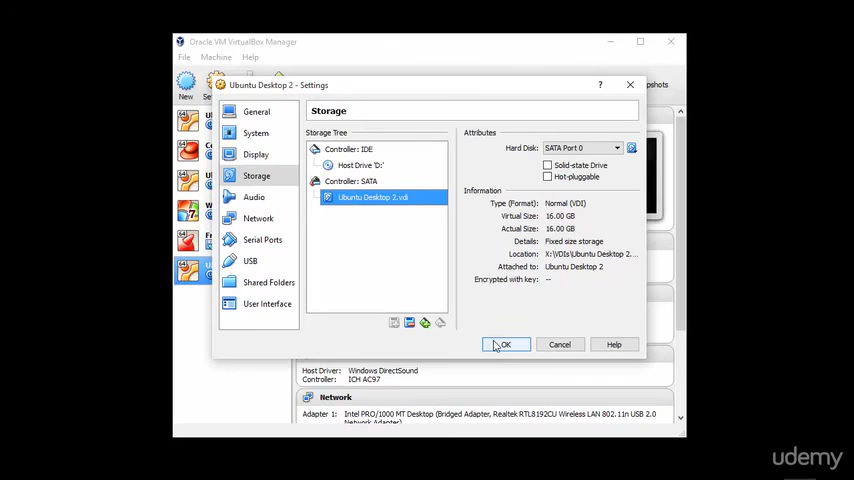 Oracle VM VirtualBox Manager
File Machine Help
New
Ubuntu Desktop 2 - Settings
?
General
System
Display
Storage
Audio
Network
Serial Ports
USB
Shared Folders
User Interface
Storage
Storage Tree
Controller: IDE
Host Drive 'D:'
Controller: SATA
Ubuntu Desktop 2.vdi
Attributes
Hard Disk: SATA Port 0
Solid-state Drive
Hot-pluggable
Information
Type (Format): Normal (VDI)
Virtual Size: 16.00 GB
Actual Size: 16.00 GB
Details: Fixed size storage
Location: X:\VDIs\Ubuntu Desktop 2....
Attached to: Ubuntu Desktop 2
Encrypted with key: --
OK Cancel Help
Host Driver: Windows DirectSound
Controller: ICH AC97
Network
Adapter 1: Intel PRO/1000 MT Desktop (Bridged Adapter, Realtek RTL8192CU Wireless LAN 802.11n USB 2.0
Network Adapter)
udemy